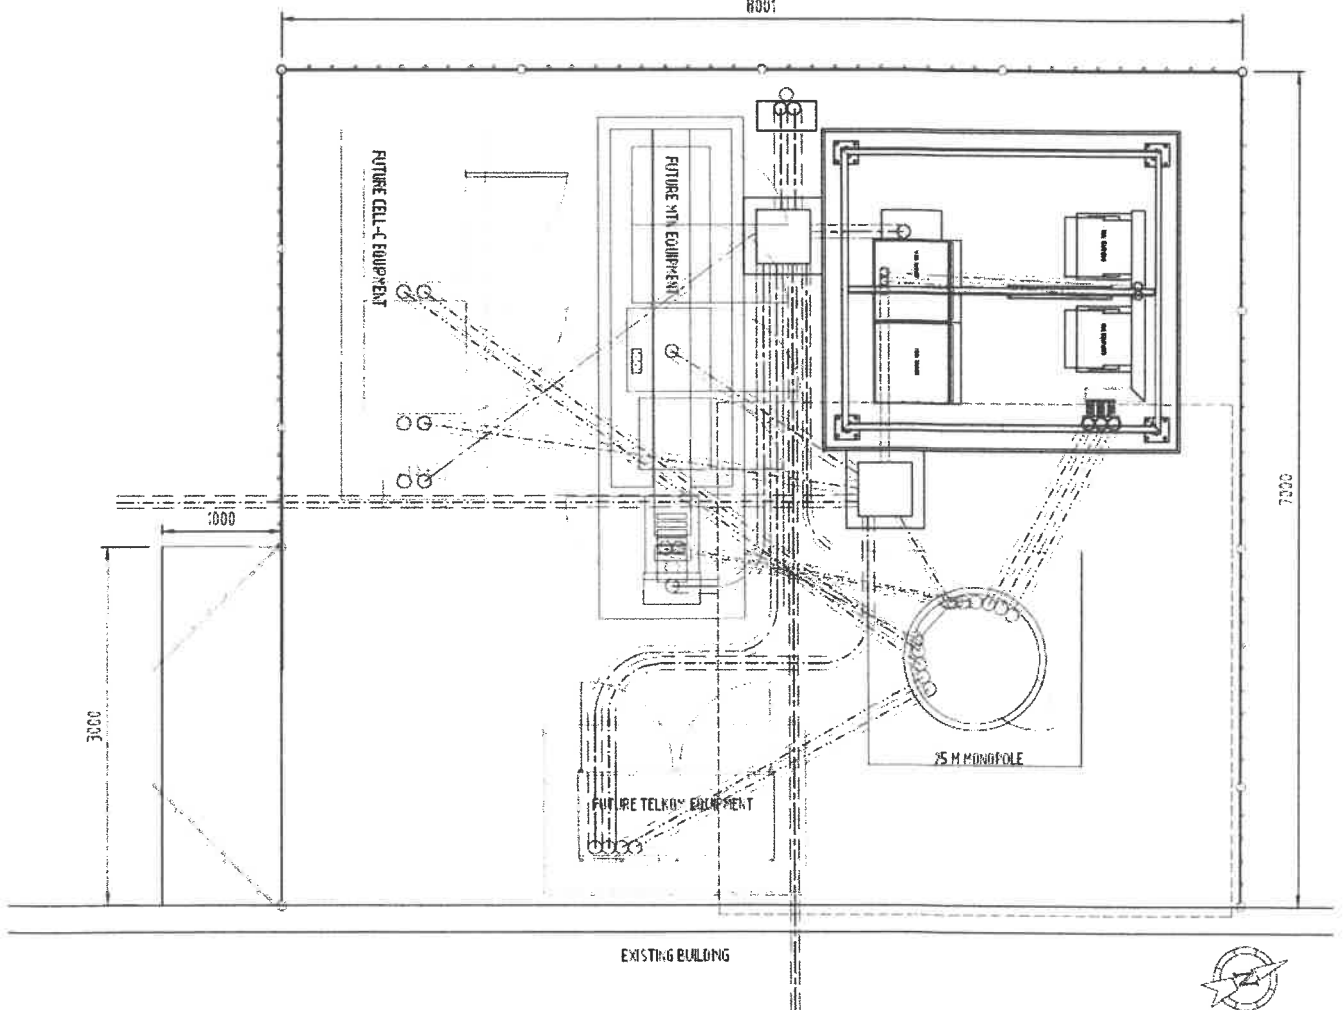 8001
FUTURE CELL-C EQUIPMENT
FUTURE MTN EQUIPMENT
7000
1000
3000
25 M MONOPOLE
FUTURE TELKOM EQUIPMENT
EXISTING BUILDING
N